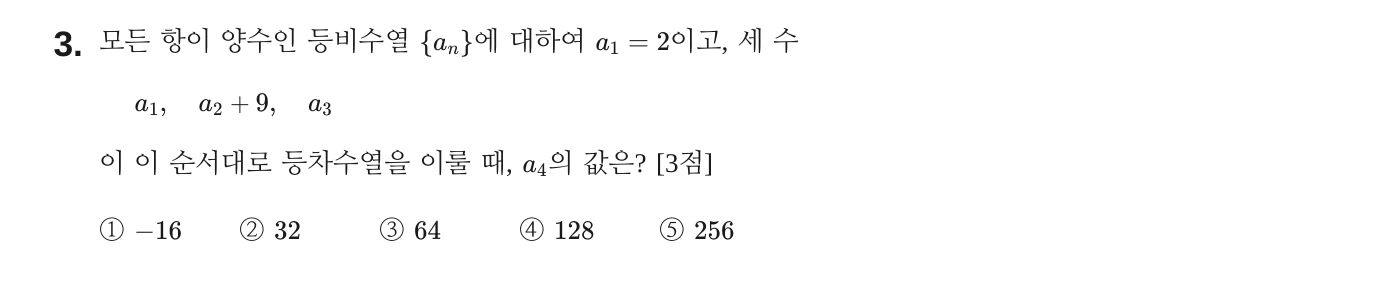 3. 모든 항이 양수인 등비수열 {aₙ}에 대하여 a₁ = 2이고, 세 수
a₁, a₂ + 9, a₃
이 이 순서대로 등차수열을 이룰 때, a₄의 값은? [3점]
① −16 ② 32 ③ 64 ④ 128 ⑤ 256